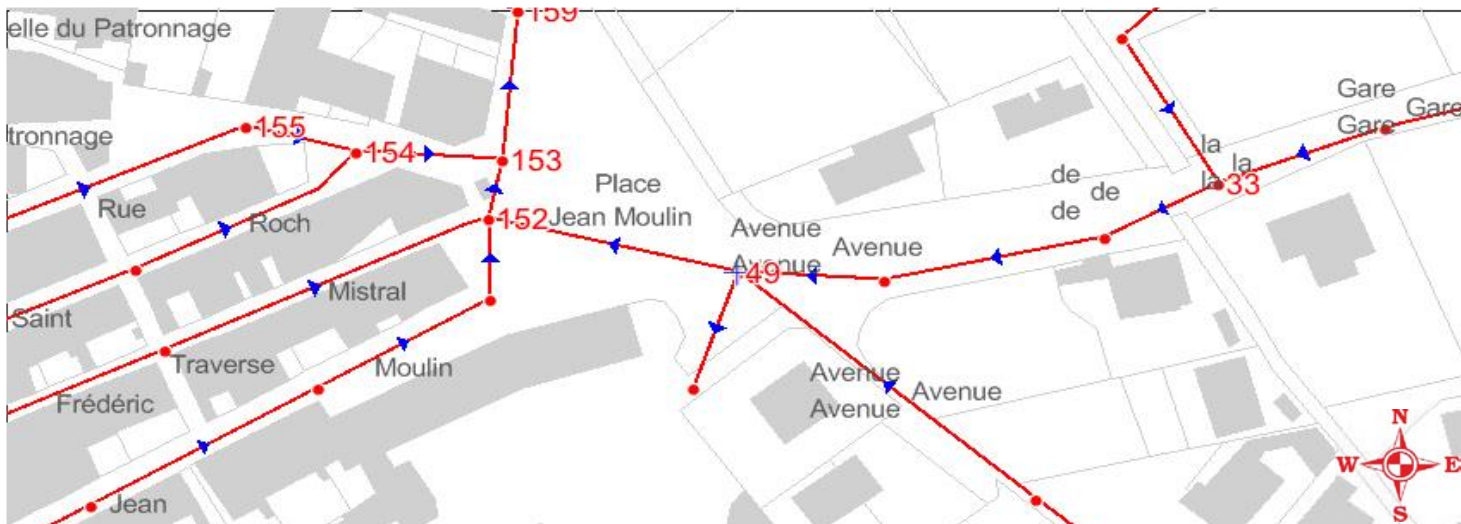 159
elle du Patronnage
Gare
Gare
Gare
155
tronnage
154
153
la
la
la
33
de
de
de
Place
Jean Moulin
Rue
Roch
152
Avenue
Avenue
Avenue
49
Mistral
Saint
Traverse
Moulin
Avenue
Avenue
Avenue
Frédéric
N
W
E
S
Jean